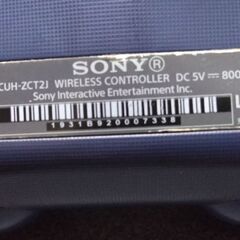 SONY®
CUH-ZCT2J WIRELESS CONTROLLER DC 5V⎓800
Sony Interactive Entertainment Inc.
1931B920007338